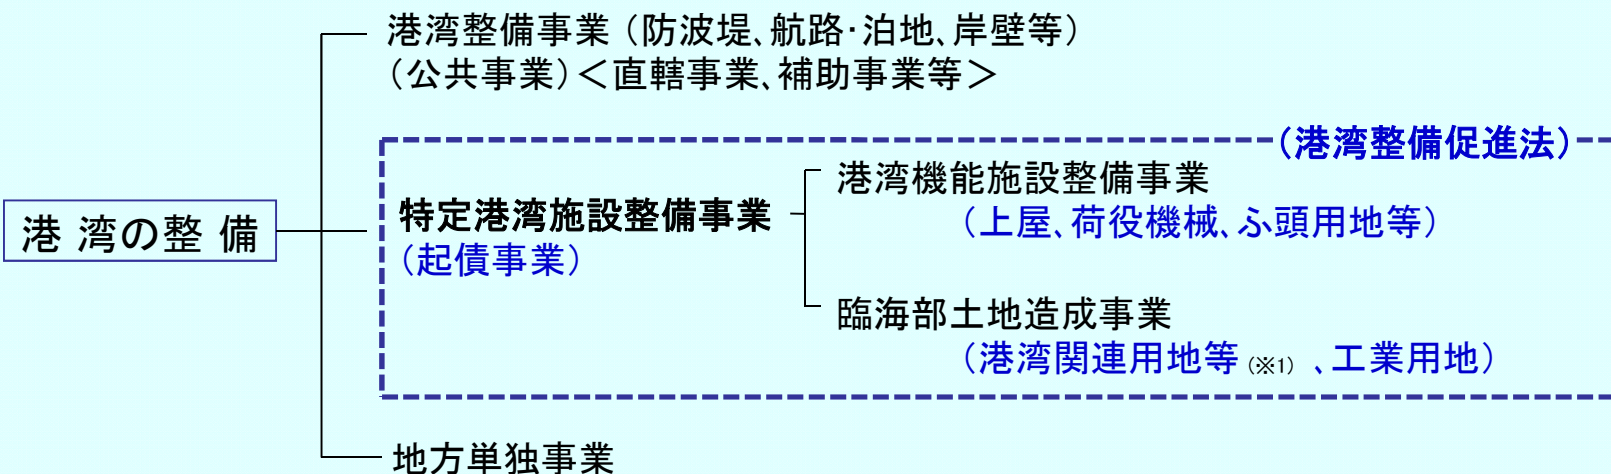 港湾整備事業（防波堤、航路・泊地、岸壁等）
（公共事業）＜直轄事業、補助事業等＞
（港湾整備促進法）
港湾の整備
特定港湾施設整備事業
（起債事業）
港湾機能施設整備事業
（上屋、荷役機械、ふ頭用地等）
臨海部土地造成事業
（港湾関連用地等（※1）、工業用地）
地方単独事業